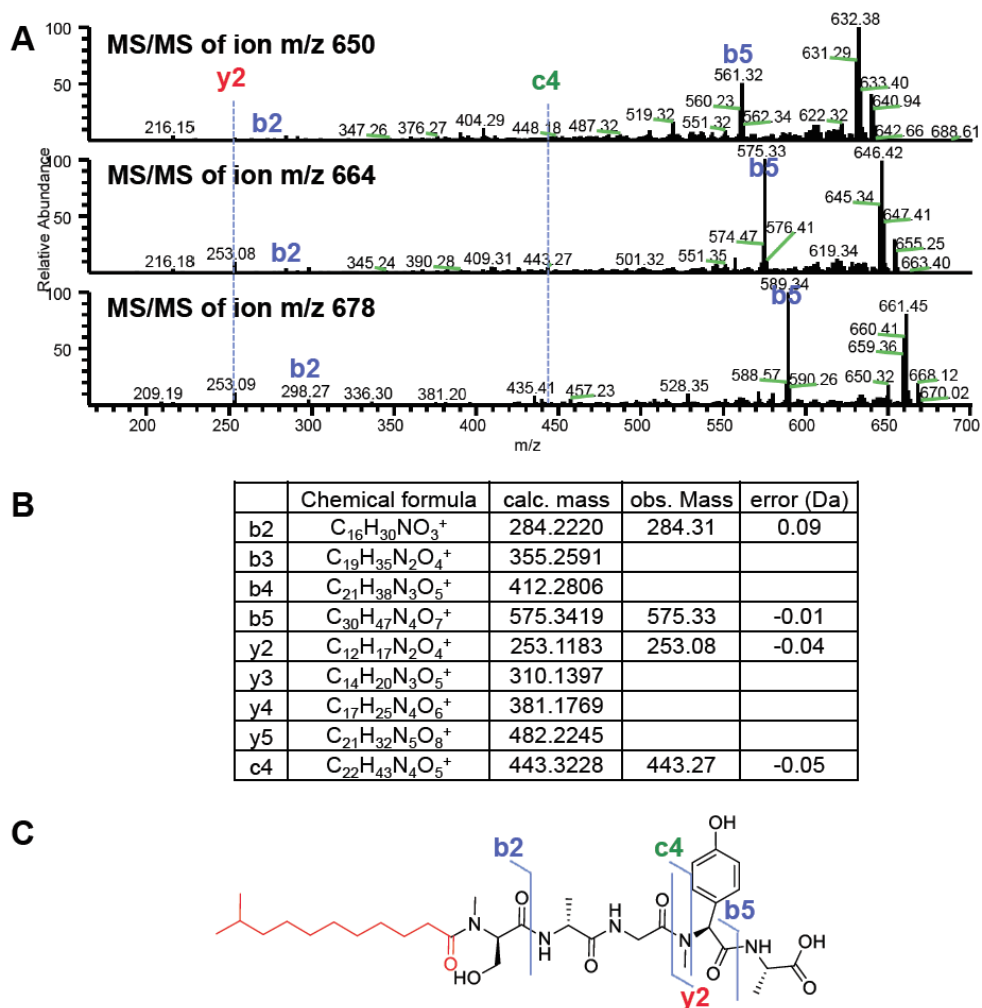 A
MS/MS of ion m/z 650
100
50
y2
b2
c4
b5
216.15
347.26
376.27
404.29
448.18
487.32
519.32
551.32
560.23
561.32
562.34
622.32
631.29
632.38
633.40
640.94
642.66
688.61
MS/MS of ion m/z 664
100
50
b2
b5
216.18
253.08
345.24
390.28
409.31
443.27
501.32
551.35
574.47
575.33
576.41
619.34
645.34
646.42
647.41
655.25
663.40
Relative Abundance
MS/MS of ion m/z 678
100
50
b2
b5
209.19
253.09
298.27
336.30
381.20
435.41
457.23
528.35
588.57
589.34
590.26
650.32
659.36
660.41
661.45
668.12
670.02
200 250 300 350 400 450 500 550 600 650 700
m/z
B
Chemical formula calc. mass obs. Mass error (Da)
b2 C16H30NO3+ 284.2220 284.31 0.09
b3 C19H35N2O4+ 355.2591
b4 C21H38N3O5+ 412.2806
b5 C30H47N4O7+ 575.3419 575.33 -0.01
y2 C12H17N2O4+ 253.1183 253.08 -0.04
y3 C14H20N3O5+ 310.1397
y4 C17H25N4O6+ 381.1769
y5 C21H32N5O8+ 482.2245
c4 C22H43N4O5+ 443.3228 443.27 -0.05
C
OH
b2
c4
b5
N
O
H
N
O
NH
OH
O
N
H
O
N
O
O
HO
y2